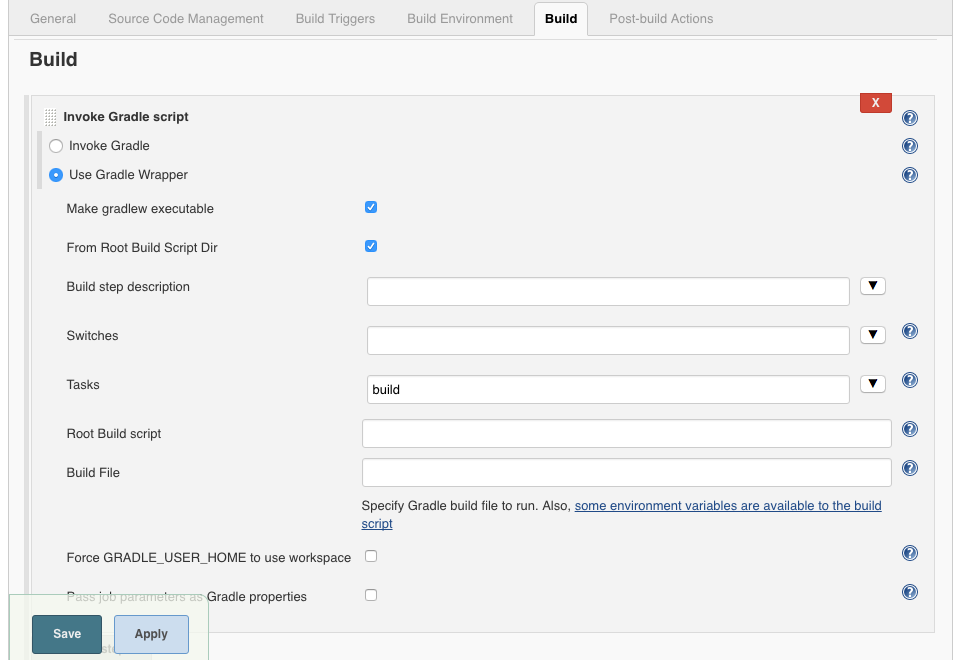 General Source Code Management Build Triggers Build Environment Build Post-build Actions
Build
Invoke Gradle script X ?
Invoke Gradle ?
Use Gradle Wrapper ?
Make gradlew executable
From Root Build Script Dir
Build step description
Switches ?
Tasks build ?
Root Build script ?
Build File ?
Specify Gradle build file to run. Also, some environment variables are available to the build
script
Force GRADLE_USER_HOME to use workspace ?
Pass job parameters as Gradle properties ?
Save Apply